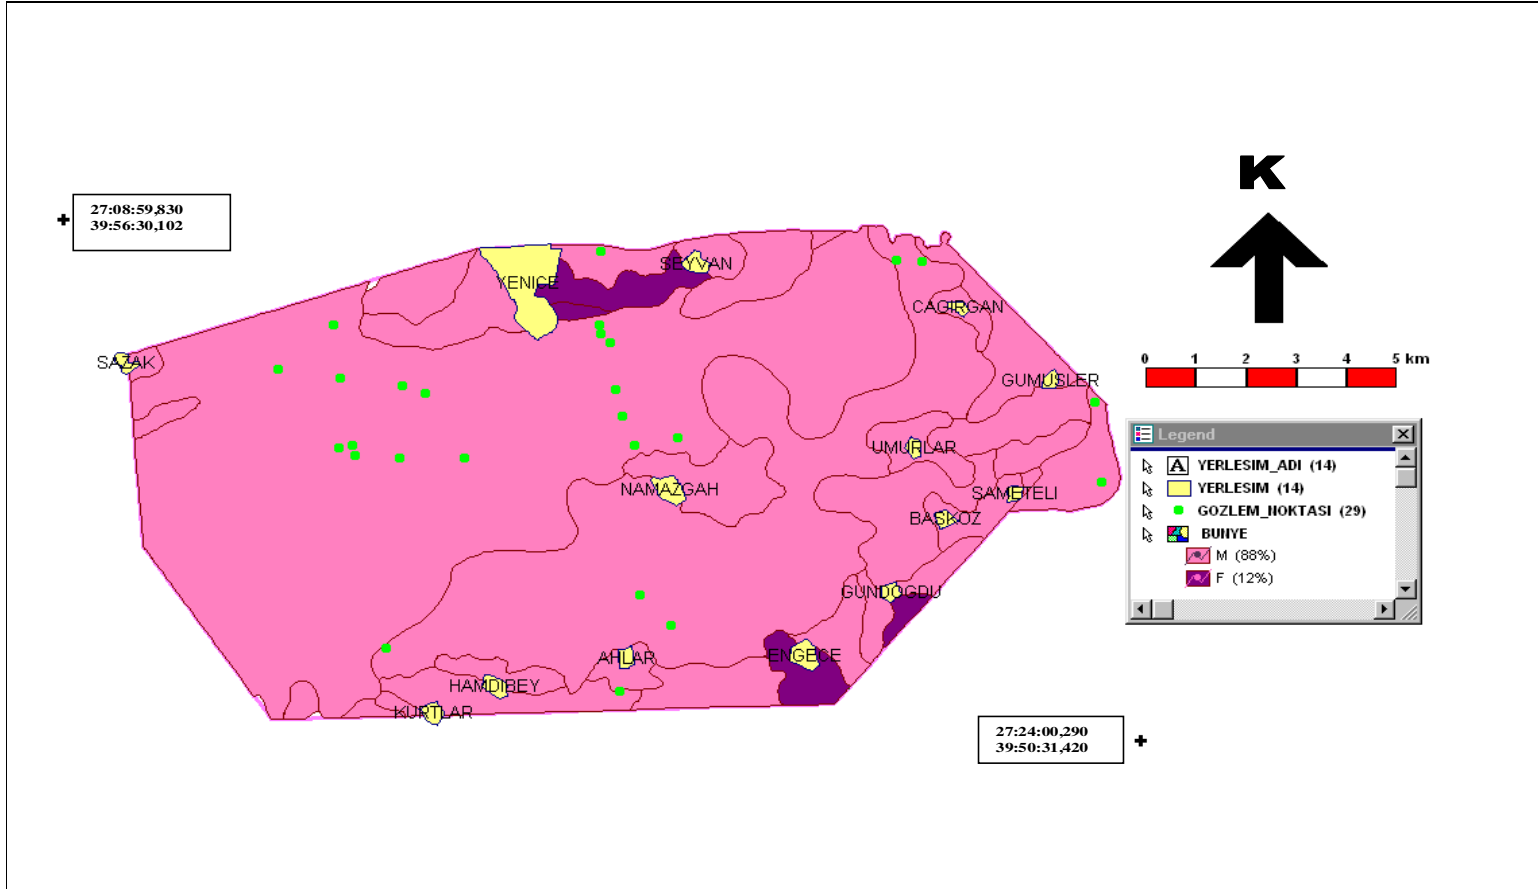 K
27:08:59,830
39:56:30,102
YENICE
SEYVAN
CAGIRGAN
SAZAK
0 1 2 3 4 5 km
GUMUSLER
UMURLAR
NAMAZGAH
SAMETELI
BASKOZ
GUNDOGDU
AHLAR
ENGECE
HAMDIBEY
KURTLAR
Legend
A YERLESIM_ADI (14)
YERLESIM (14)
GOZLEM_NOKTASI (29)
BUNYE
M (88%)
F (12%)
27:24:00,290
39:50:31,420